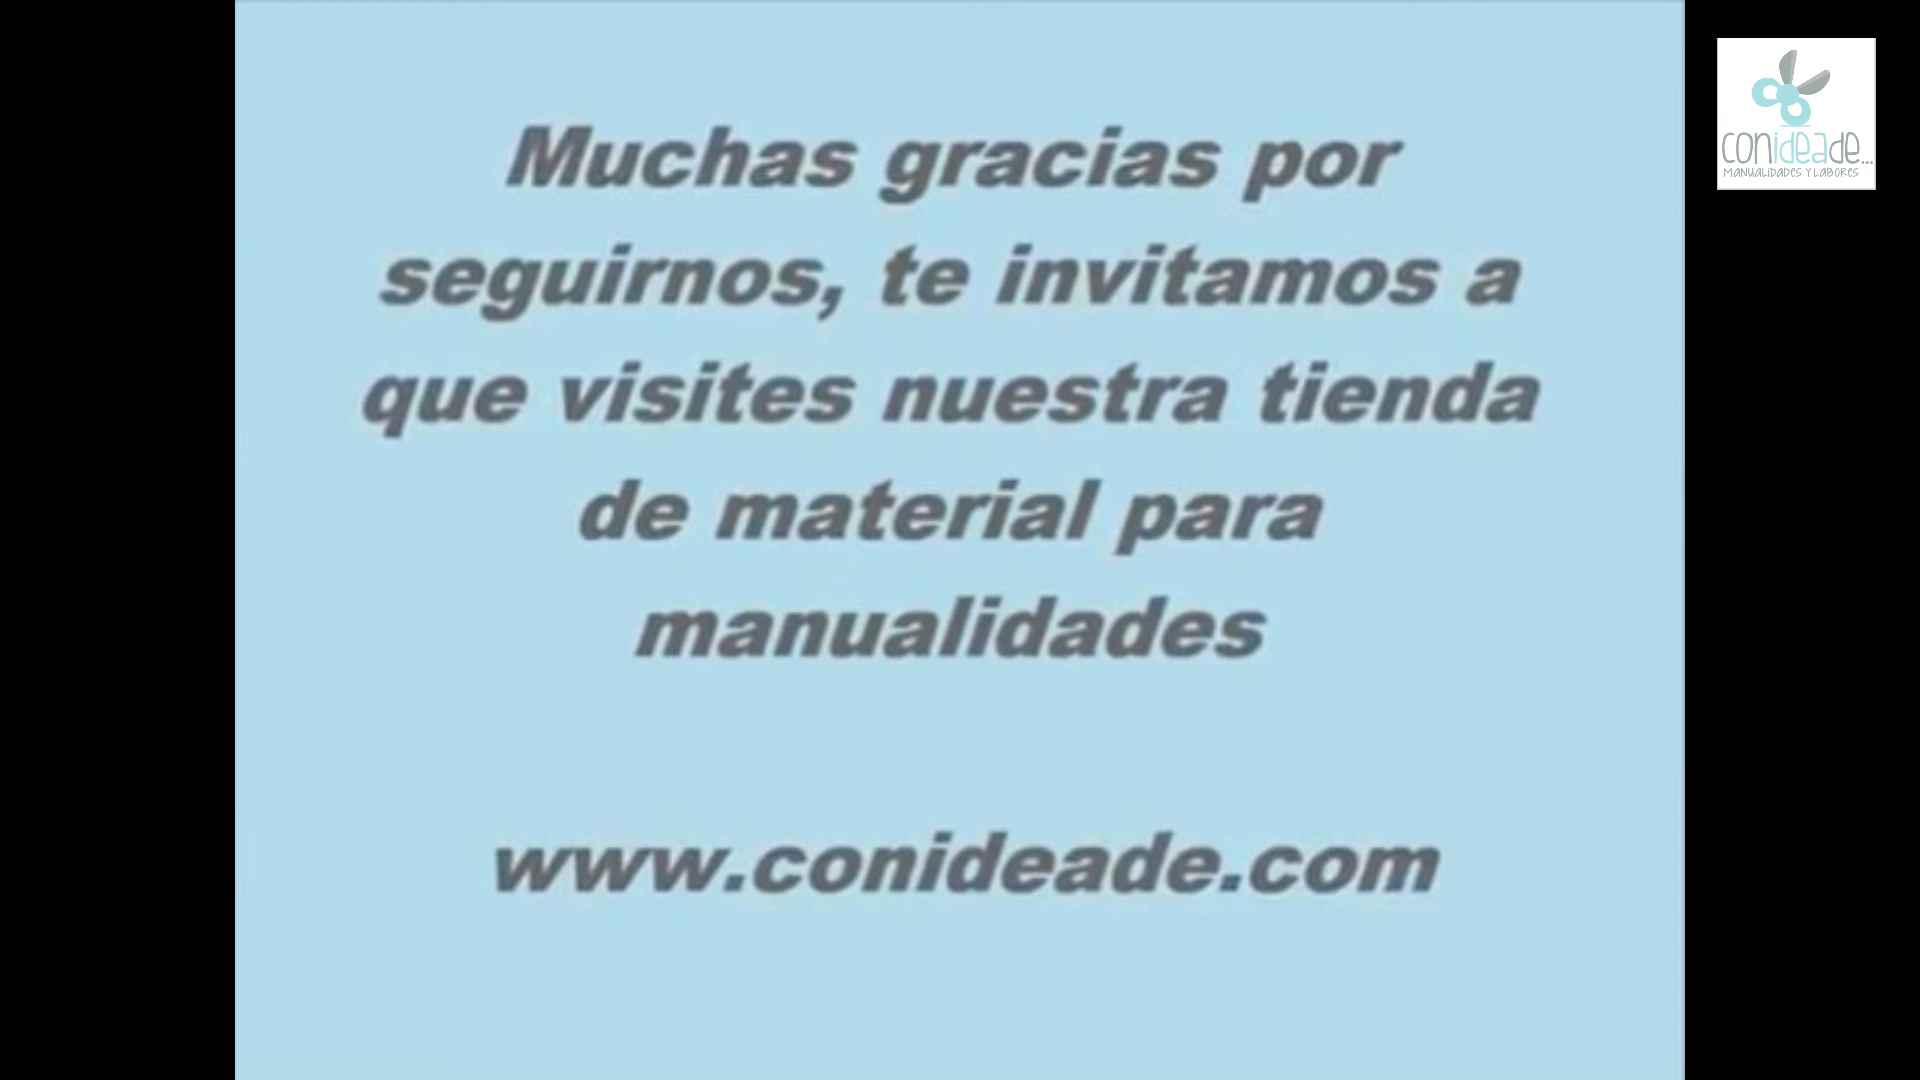 Muchas gracias por
seguirnos, te invitamos a
que visites nuestra tienda
de material para
manualidades
www.conideade.com
conideade...
MANUALIDADES Y LABORES